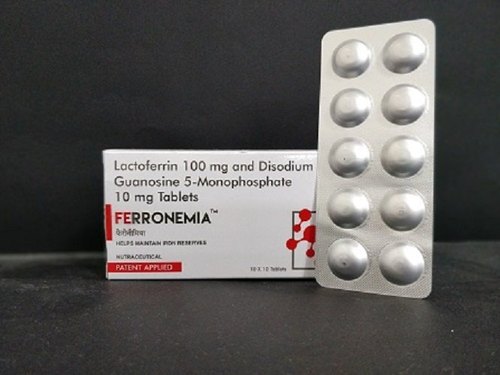 Lactoferrin 100 mg and Disodium
Guanosine 5-Monophosphate
10 mg Tablets
FERRONEMIA™
फेरोनीमिया
HELPS MAINTAIN IRON RESERVES
NUTRACEUTICAL
PATENT APPLIED
10 X 10 Tablets